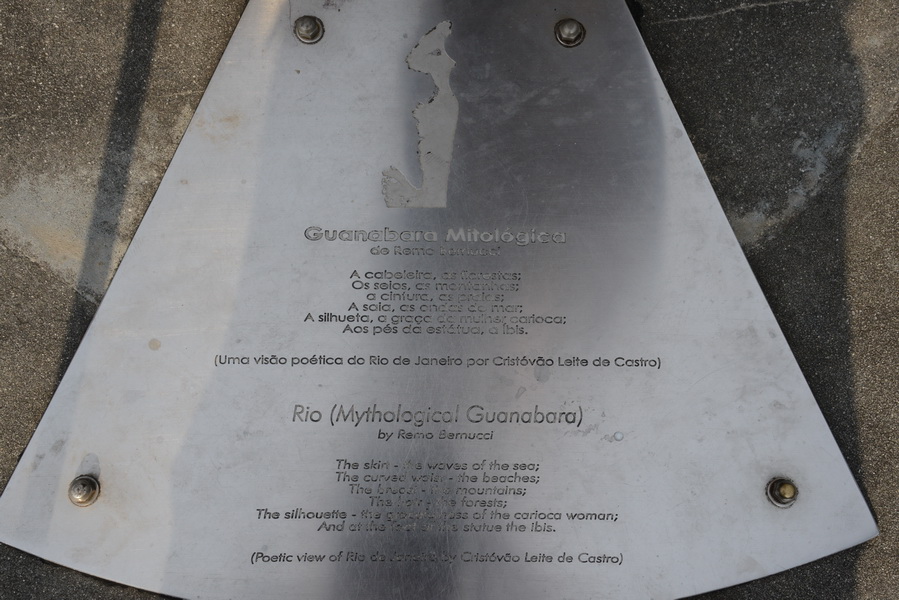 Guanabara Mitológica
de Remo Bernucci
A cabeleira, as florestas;
Os seios, as montanhas;
a cintura, as praias;
A saia, as ondas do mar;
A silhueta, a graça da mulher carioca;
Aos pés da estátua, a íbis.
(Uma visão poética do Rio de Janeiro por Cristóvão Leite de Castro)
Rio (Mythological Guanabara)
by Remo Bernucci
The skirt - the waves of the sea;
The curved waist - the beaches;
The - the mountains;
The hair - the forests;
The silhouette - the of the carioca woman;
And at the feet of the statue the ibis.
(Poetic view of Rio de Janeiro by Cristóvão Leite de Castro)